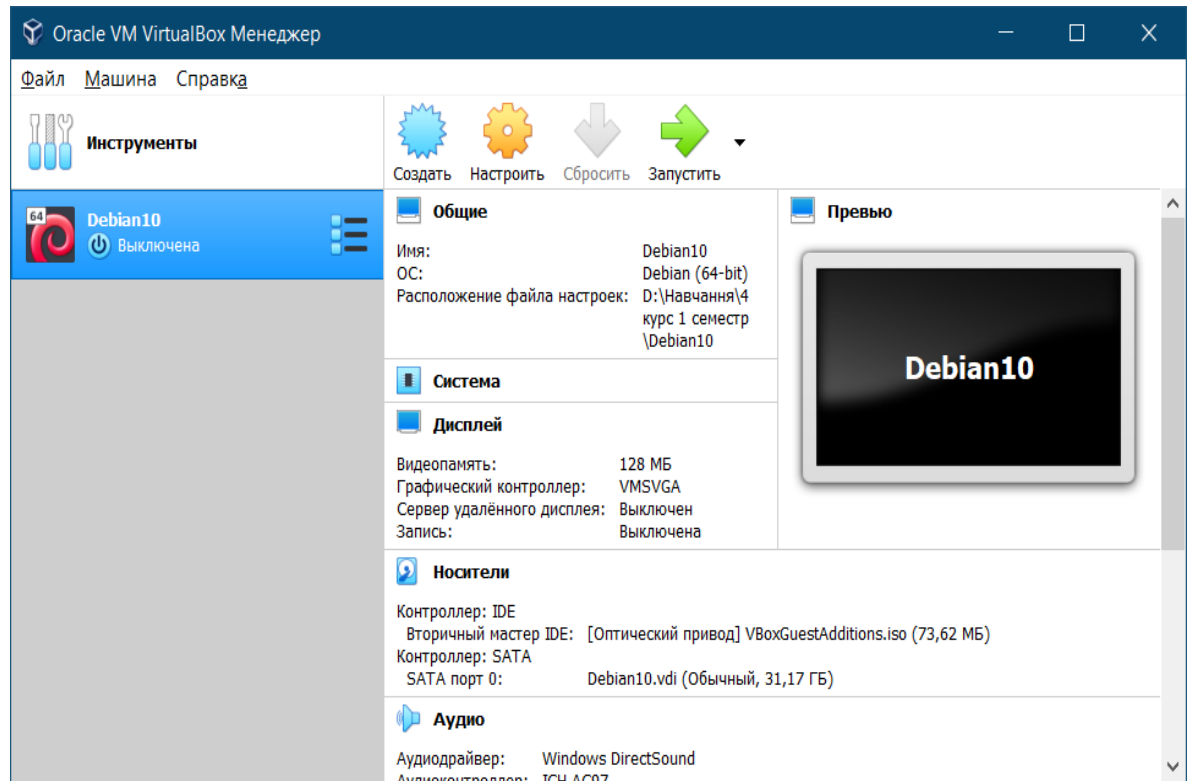 Oracle VM VirtualBox Менеджер
Файл Машина Справка
Инструменты
Создать Настроить Сбросить Запустить
64
Debian10
Выключена
Общие
Имя: Debian10
ОС: Debian (64-bit)
Расположение файла настроек: D:\Навчання\4
курс 1 семестр
\Debian10
Превью
Debian10
Система
Дисплей
Видеопамять: 128 МБ
Графический контроллер: VMSVGA
Сервер удалённого дисплея: Выключен
Запись: Выключена
Носители
Контроллер: IDE
Вторичный мастер IDE: [Оптический привод] VBoxGuestAdditions.iso (73,62 МБ)
Контроллер: SATA
SATA порт 0: Debian10.vdi (Обычный, 31,17 ГБ)
Аудио
Аудиодрайвер: Windows DirectSound
Аудиоконтроллер: ICH AC97